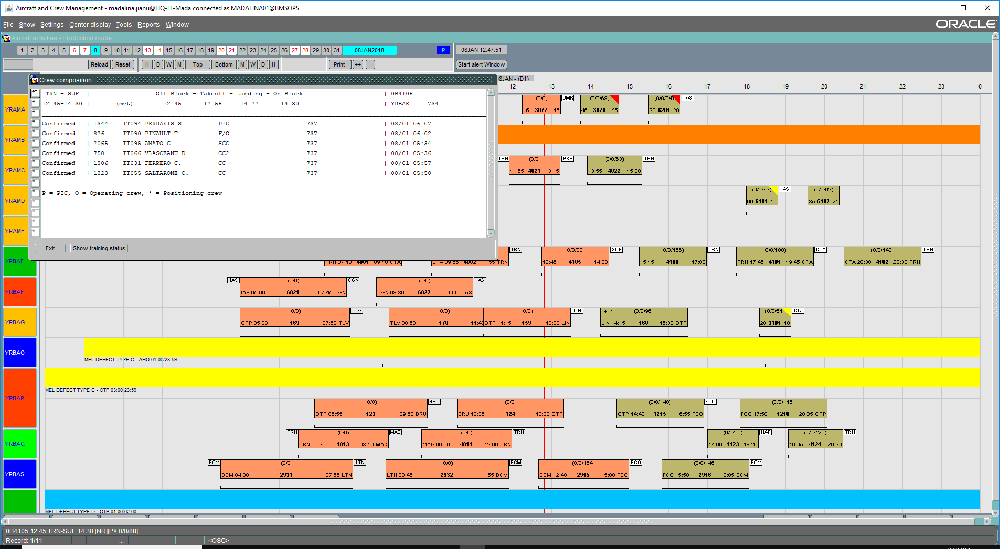 Aircraft and Crew Management - madalina.jianu@HQ-IT-Mada connected as MADALINA01@BMSOPS
File Show Settings Center display Tools Reports Window
ORACLE
Aircraft activities - Production mode
1 2 3 4 5 6 7 8 9 10 11 12 13 14 15 16 17 18 19 20 21 22 23 24 25 26 27 28 29 30 31 08JAN2018 P 08JAN 12:47:51
Reload Reset H D W M Top Bottom M W D H Print ++ -- Start alert Window
08JAN - (D1)
12 13 14 15 16 17 18 19 20 21 22 23 0
Crew composition
TRN - SUF | Off Block - Takeoff - Landing - On Block | 0B4105
12:45-14:30 | (mvt) 12:45 12:55 14:22 14:30 | YRBAE 734
Confirmed | 1344 IT094 PERRAKIS S. PIC 737 | 08/01 06:07
Confirmed | 826 IT090 PINAULT T. F/O 737 | 08/01 06:02
Confirmed | 2065 IT095 AMATO G. SCC 737 | 08/01 05:34
Confirmed | 758 IT066 VLASCEANU D. CC2 737 | 08/01 05:36
Confirmed | 1806 IT031 FERRERO C. CC 737 | 08/01 05:57
Confirmed | 1823 IT055 SALTARONE C. CC 737 | 08/01 05:50
P = PIC, O = Operating crew, * = Positioning crew
Exit Show training status
YRAMA
(0/0) OMR (0/0/69) (0/0/84) IAS
15 3077 15 45 3078 45 30 6201 20
YRAMB
YRAMC
TRN (0/0) PSR (0/0/63) TRN
11:55 4021 13:15 13:55 4022 15:20
YRAMD
(0/0/73) IAS (0/0/62)
00 6101 50 35 6102 25
YRAME
YRBAE
TRN (0/0/88) SUF (0/0/156) TRN (0/0/108) CTA (0/0/148) TRN
TRN 07:10 4001 09:10 CTA CTA 09:55 4002 11:55 TRN 12:45 4105 14:30 15:15 4106 17:00 TRN 17:45 4101 19:45 CTA CTA 20:30 4102 22:30 TRN
YRBAF
IAS (0/0) CGN (0/0) IAS
IAS 05:00 6821 07:45 CGN CGN 08:30 6822 11:00 IAS
YRBAG
(0/0) TLV (0/0) (0/0) LIN +65 (0/0/96) (0/0/51) CLJ
OTP 05:00 169 07:50 TLV TLV 08:50 170 11:40 OTP 11:15 159 13:30 LIN LIN 14:15 160 16:30 OTP 20 3101 10
YRBAO
MEL DEFECT TYPE C - AHO 01:00/23:59
MEL DEFECT TYPE C - OTP 03:00/23:59
YRBAP
(0/0) BRU (0/0) (0/0/148) FCO (0/0/116)
OTP 06:55 123 09:50 BRU BRU 10:35 124 13:20 OTP OTP 14:40 1215 16:55 FCO FCO 17:50 1216 20:05 OTP
YRBAQ
TRN (0/0) MAD (0/0) TRN (0/0/66) NAP (0/0/129) TRN
TRN 06:30 4013 08:50 MAD MAD 09:40 4014 12:00 TRN 17:00 4123 18:20 19:05 4124 20:30
YRBAS
BCM (0/0) LTN (0/0) BCM (0/0/164) FCO (0/0/146) BCM
BCM 04:30 2931 07:55 LTN LTN 08:45 2932 11:55 BCM BCM 12:40 2915 15:00 FCO FCO 15:50 2916 18:05 BCM
MEL DEFECT TYPE D - OTP 01:00/02:00
0B4105 12:45 TRN-SUF 14:30 [NR][PX:0/0/88]
Record: 1/11 ... <OSC>